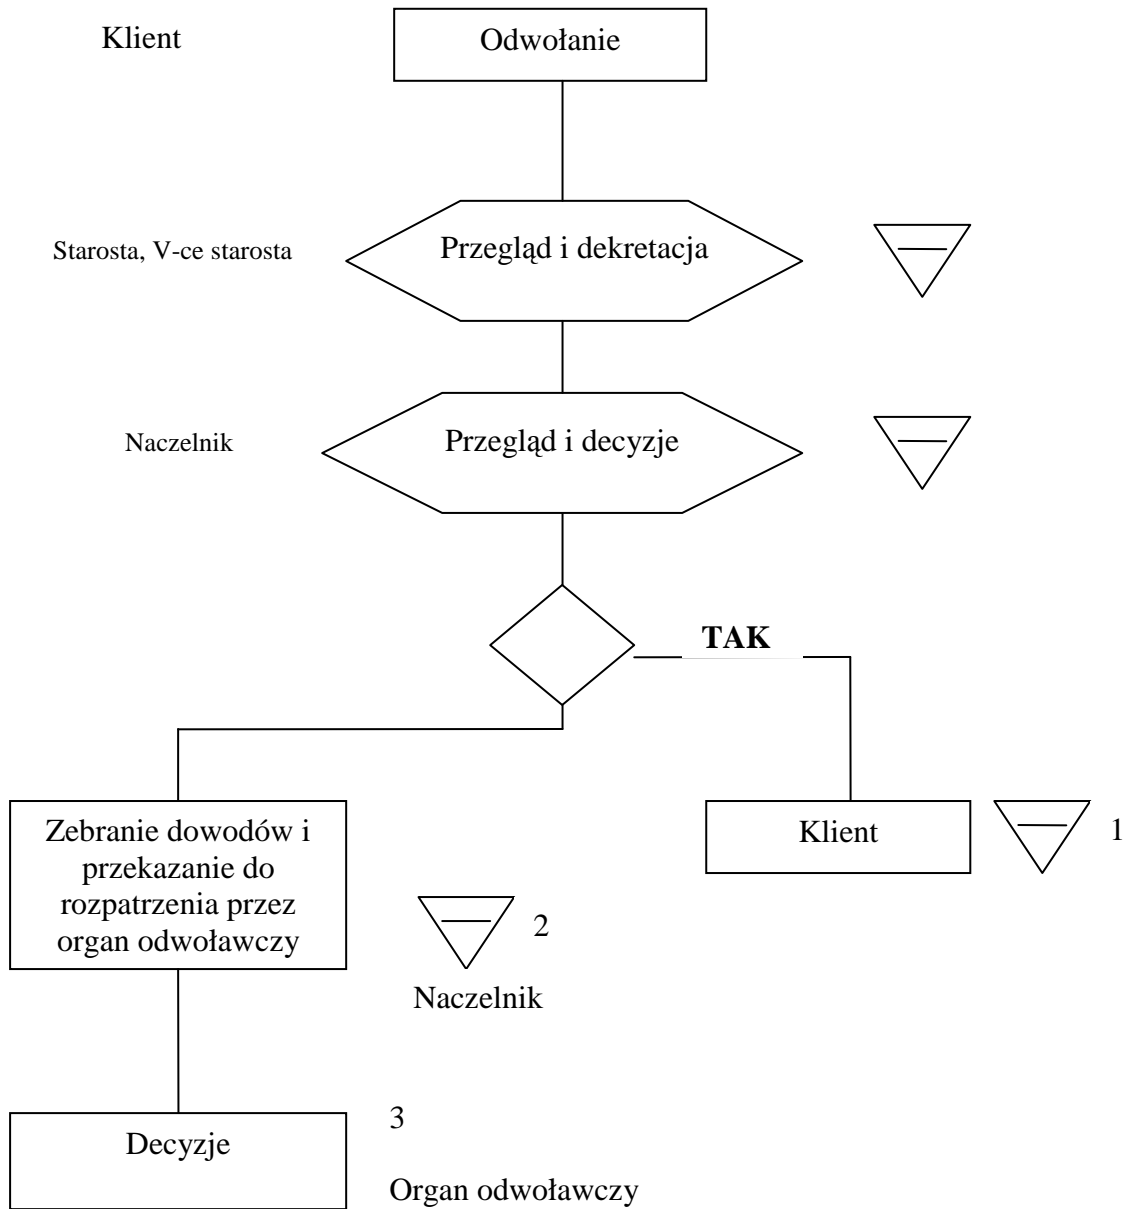 Klient
Odwołanie
Starosta, V-ce starosta
Przegląd i dekretacja
Naczelnik
Przegląd i decyzje
TAK
Zebranie dowodów i
przekazanie do
rozpatrzenia przez
organ odwoławczy
Klient
1
2
Naczelnik
Decyzje
3
Organ odwoławczy